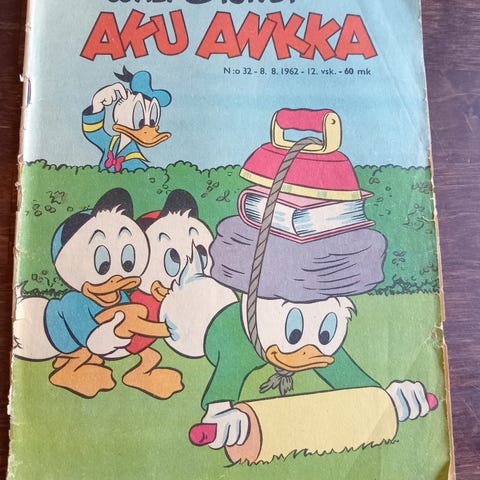 AKU ANKKA
N:o 32 - 8. 8. 1962 - 12. vsk. - 60 mk